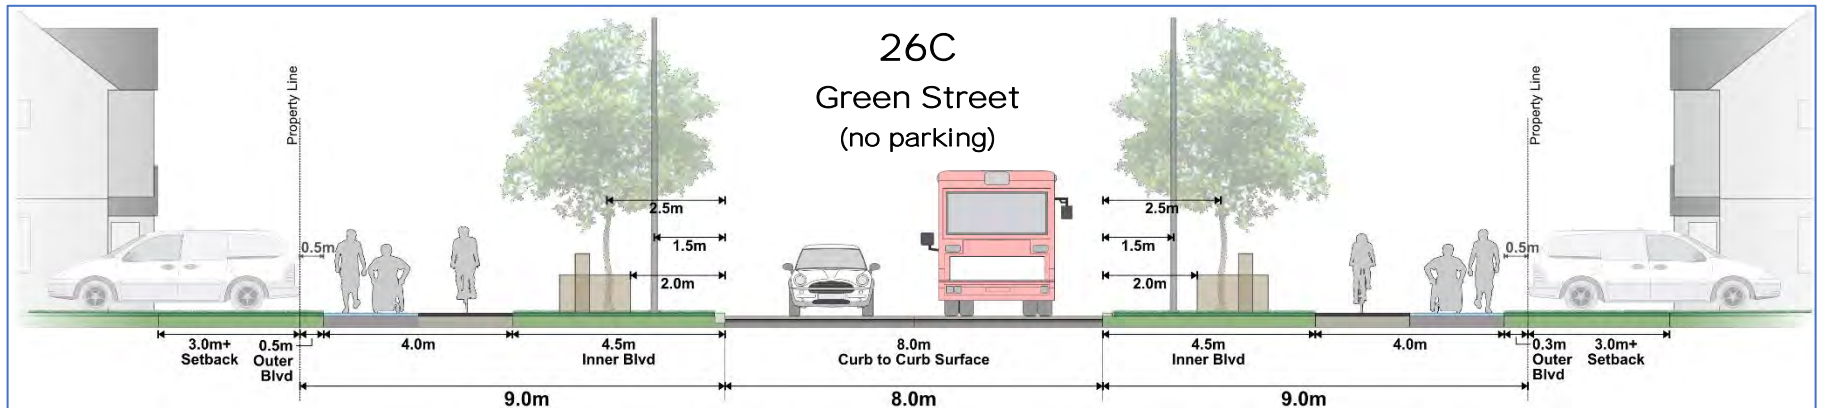 26C
Green Street
(no parking)
Property Line
Property Line
2.5m
2.5m
1.5m
1.5m
0.5m
0.5m
2.0m
2.0m
3.0m+
Setback
0.5m
Outer
Blvd
4.0m
4.5m
Inner Blvd
8.0m
Curb to Curb Surface
4.5m
Inner Blvd
4.0m
0.3m
Outer
Blvd
3.0m+
Setback
9.0m
8.0m
9.0m